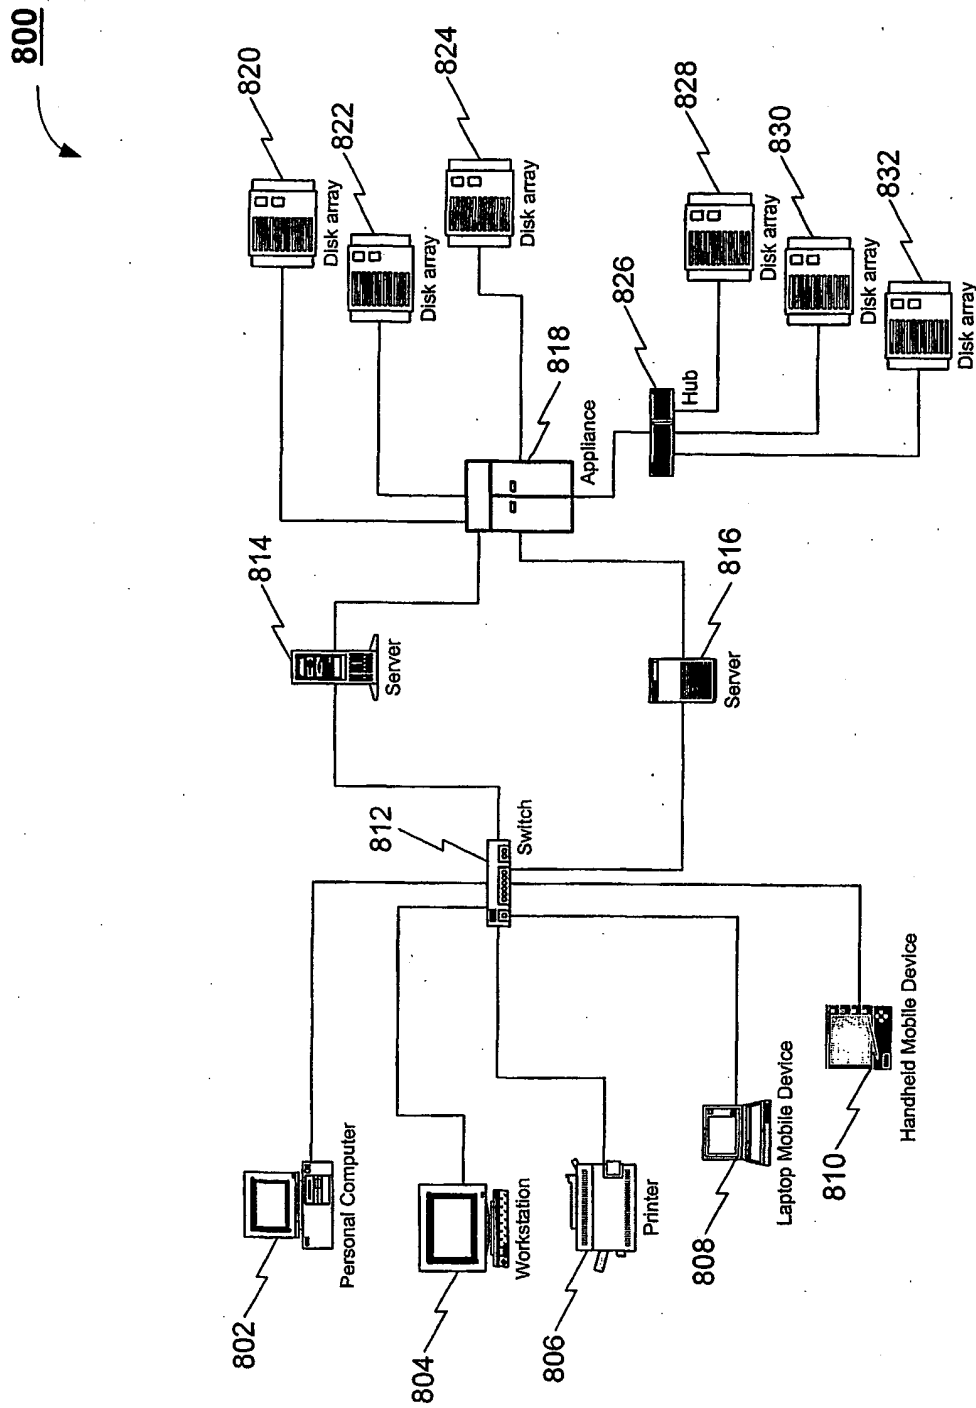 800
802
Personal Computer
804
Workstation
806
Printer
808
Laptop Mobile Device
810
Handheld Mobile Device
812
Switch
814
Server
816
Server
818
Appliance
820
Disk array
822
Disk array
824
Disk array
826
Hub
828
Disk array
830
Disk array
832
Disk array